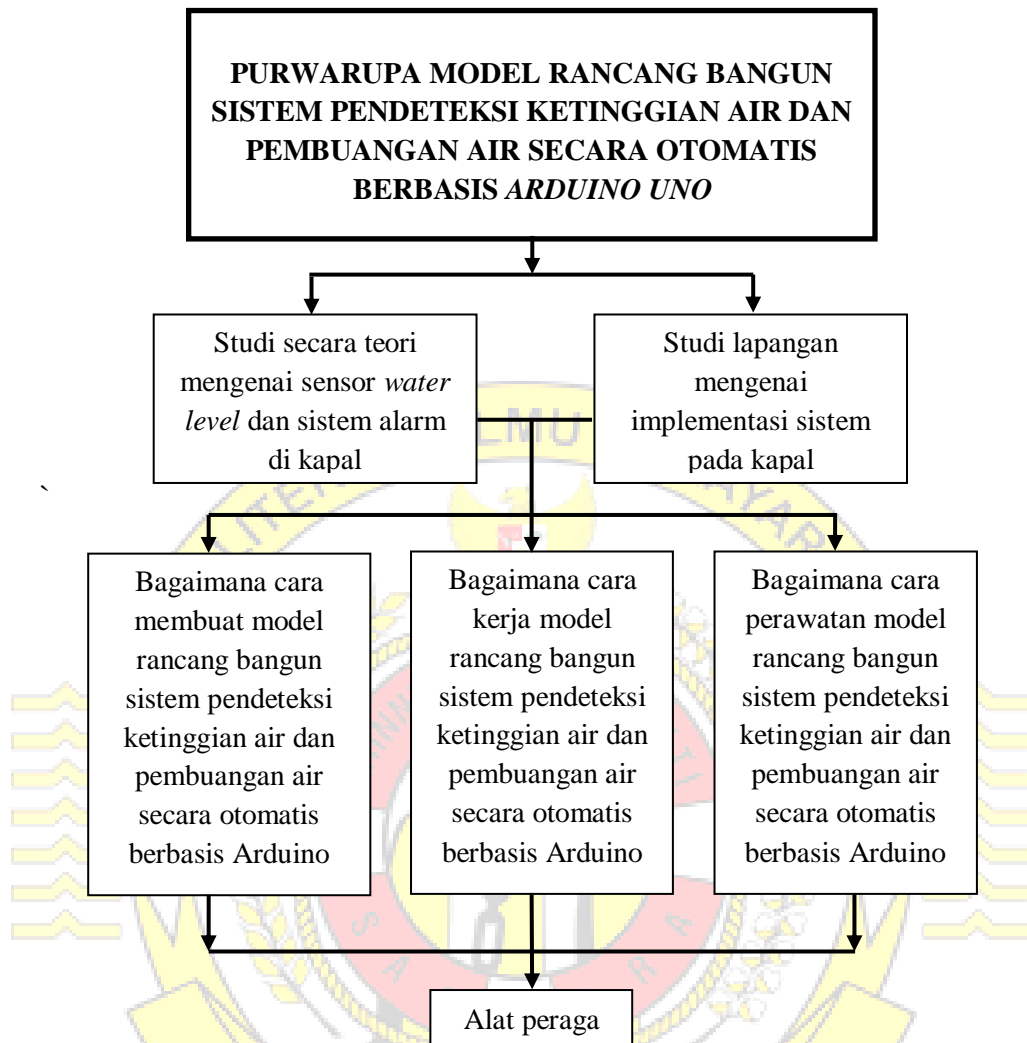 PURWARUPA MODEL RANCANG BANGUN
SISTEM PENDETEKSI KETINGGIAN AIR DAN
PEMBUANGAN AIR SECARA OTOMATIS
BERBASIS ARDUINO UNO
Studi secara teori
mengenai sensor water
level dan sistem alarm
di kapal
Studi lapangan
mengenai
implementasi sistem
pada kapal
`
Bagaimana cara
membuat model
rancang bangun
sistem pendeteksi
ketinggian air dan
pembuangan air
secara otomatis
berbasis Arduino
Bagaimana cara
kerja model
rancang bangun
sistem pendeteksi
ketinggian air dan
pembuangan air
secara otomatis
berbasis Arduino
Bagaimana cara
perawatan model
rancang bangun
sistem pendeteksi
ketinggian air dan
pembuangan air
secara otomatis
berbasis Arduino
Alat peraga